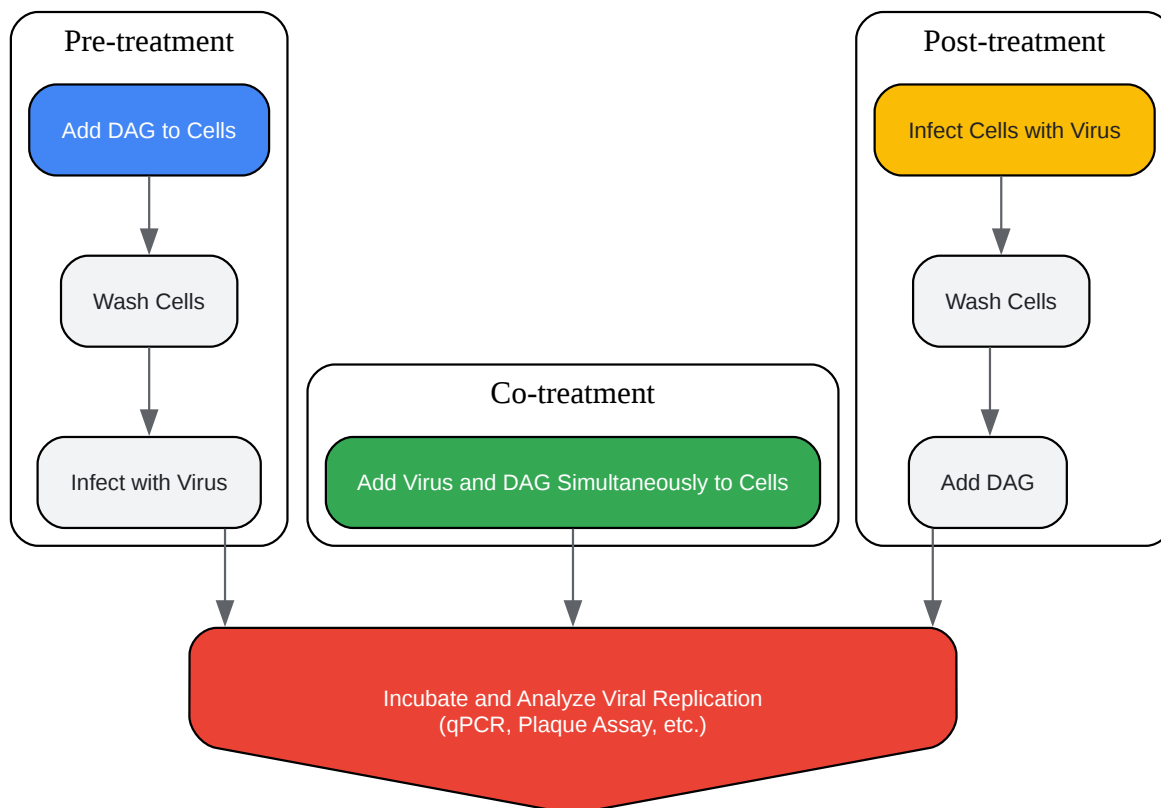 Pre-treatment
Add DAG to Cells
Wash Cells
Infect with Virus
Co-treatment
Add Virus and DAG Simultaneously to Cells
Post-treatment
Infect Cells with Virus
Wash Cells
Add DAG
Incubate and Analyze Viral Replication
(qPCR, Plaque Assay, etc.)